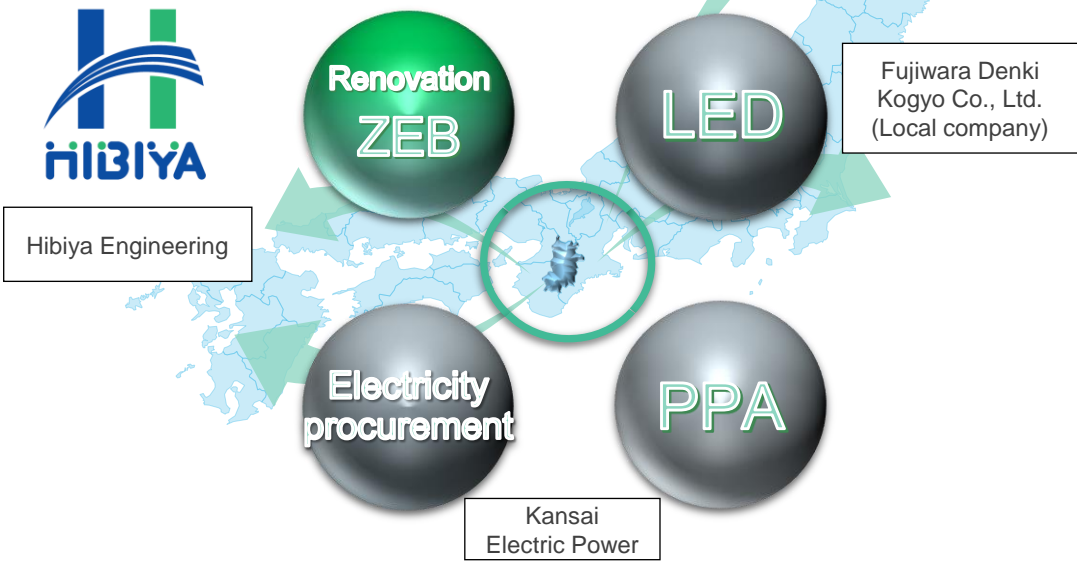 HIBIYA
Hibiya Engineering
Renovation
ZEB
LED
Fujiwara Denki
Kogyo Co., Ltd.
(Local company)
Electricity
procurement
PPA
Kansai
Electric Power